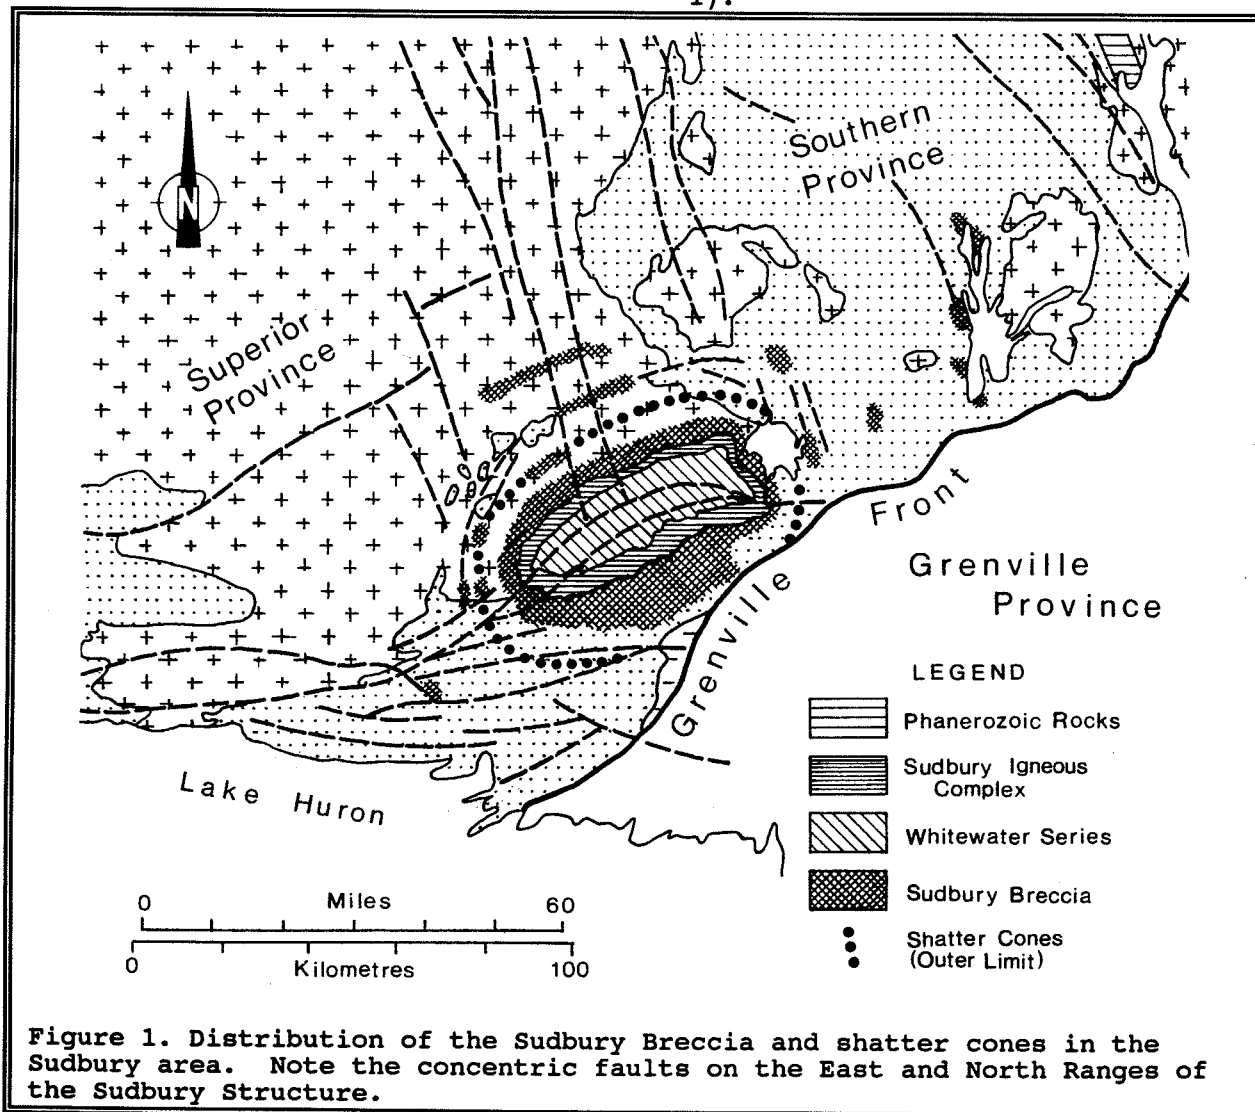 1).
N
Southern
Province
Superior
Province
Front
Grenville
Grenville
Province
LEGEND
Phanerozoic Rocks
Sudbury Igneous
Complex
Whitewater Series
Sudbury Breccia
Shatter Cones
(Outer Limit)
Lake Huron
0 Miles 60
0 Kilometres 100
Figure 1. Distribution of the Sudbury Breccia and shatter cones in the
Sudbury area. Note the concentric faults on the East and North Ranges of
the Sudbury Structure.